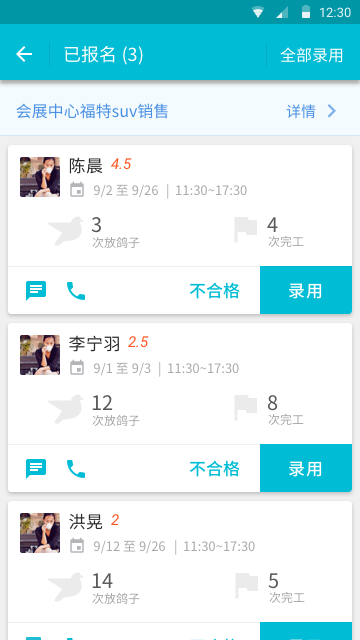 12:30
已报名 (3) 全部录用
会展中心福特suv销售 详情
陈晨 4.5
9/2 至 9/26 | 11:30~17:30
3 4
次放鸽子 次完工
不合格 录用
李宁羽 2.5
9/1 至 9/3 | 11:30~17:30
12 8
次放鸽子 次完工
不合格 录用
洪晃 2
9/12 至 9/26 | 11:30~17:30
14 5
次放鸽子 次完工